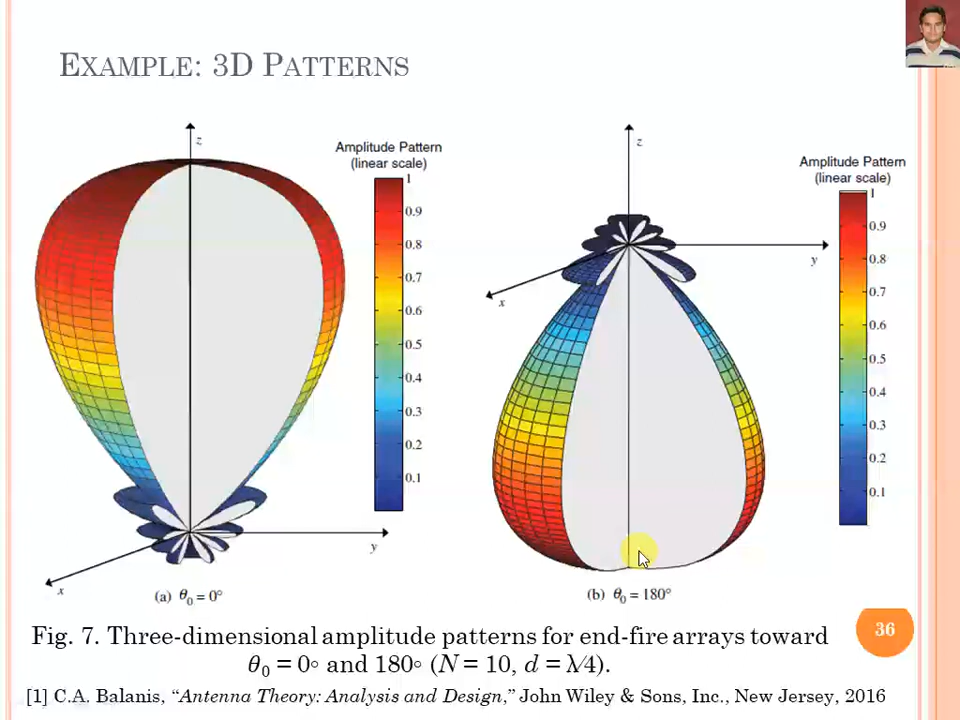 EXAMPLE: 3D PATTERNS
z
Amplitude Pattern
(linear scale)
1
0.9
0.8
0.7
0.6
0.5
0.4
0.3
0.2
0.1
y
x
(a) θ0 = 0°
z
Amplitude Pattern
(linear scale)
1
0.9
0.8
0.7
0.6
0.5
0.4
0.3
0.2
0.1
y
x
(b) θ0 = 180°
Fig. 7. Three-dimensional amplitude patterns for end-fire arrays toward
θ0 = 0◦ and 180◦ (N = 10, d = λ∕4).
36
[1] C.A. Balanis, “Antenna Theory: Analysis and Design,” John Wiley & Sons, Inc., New Jersey, 2016